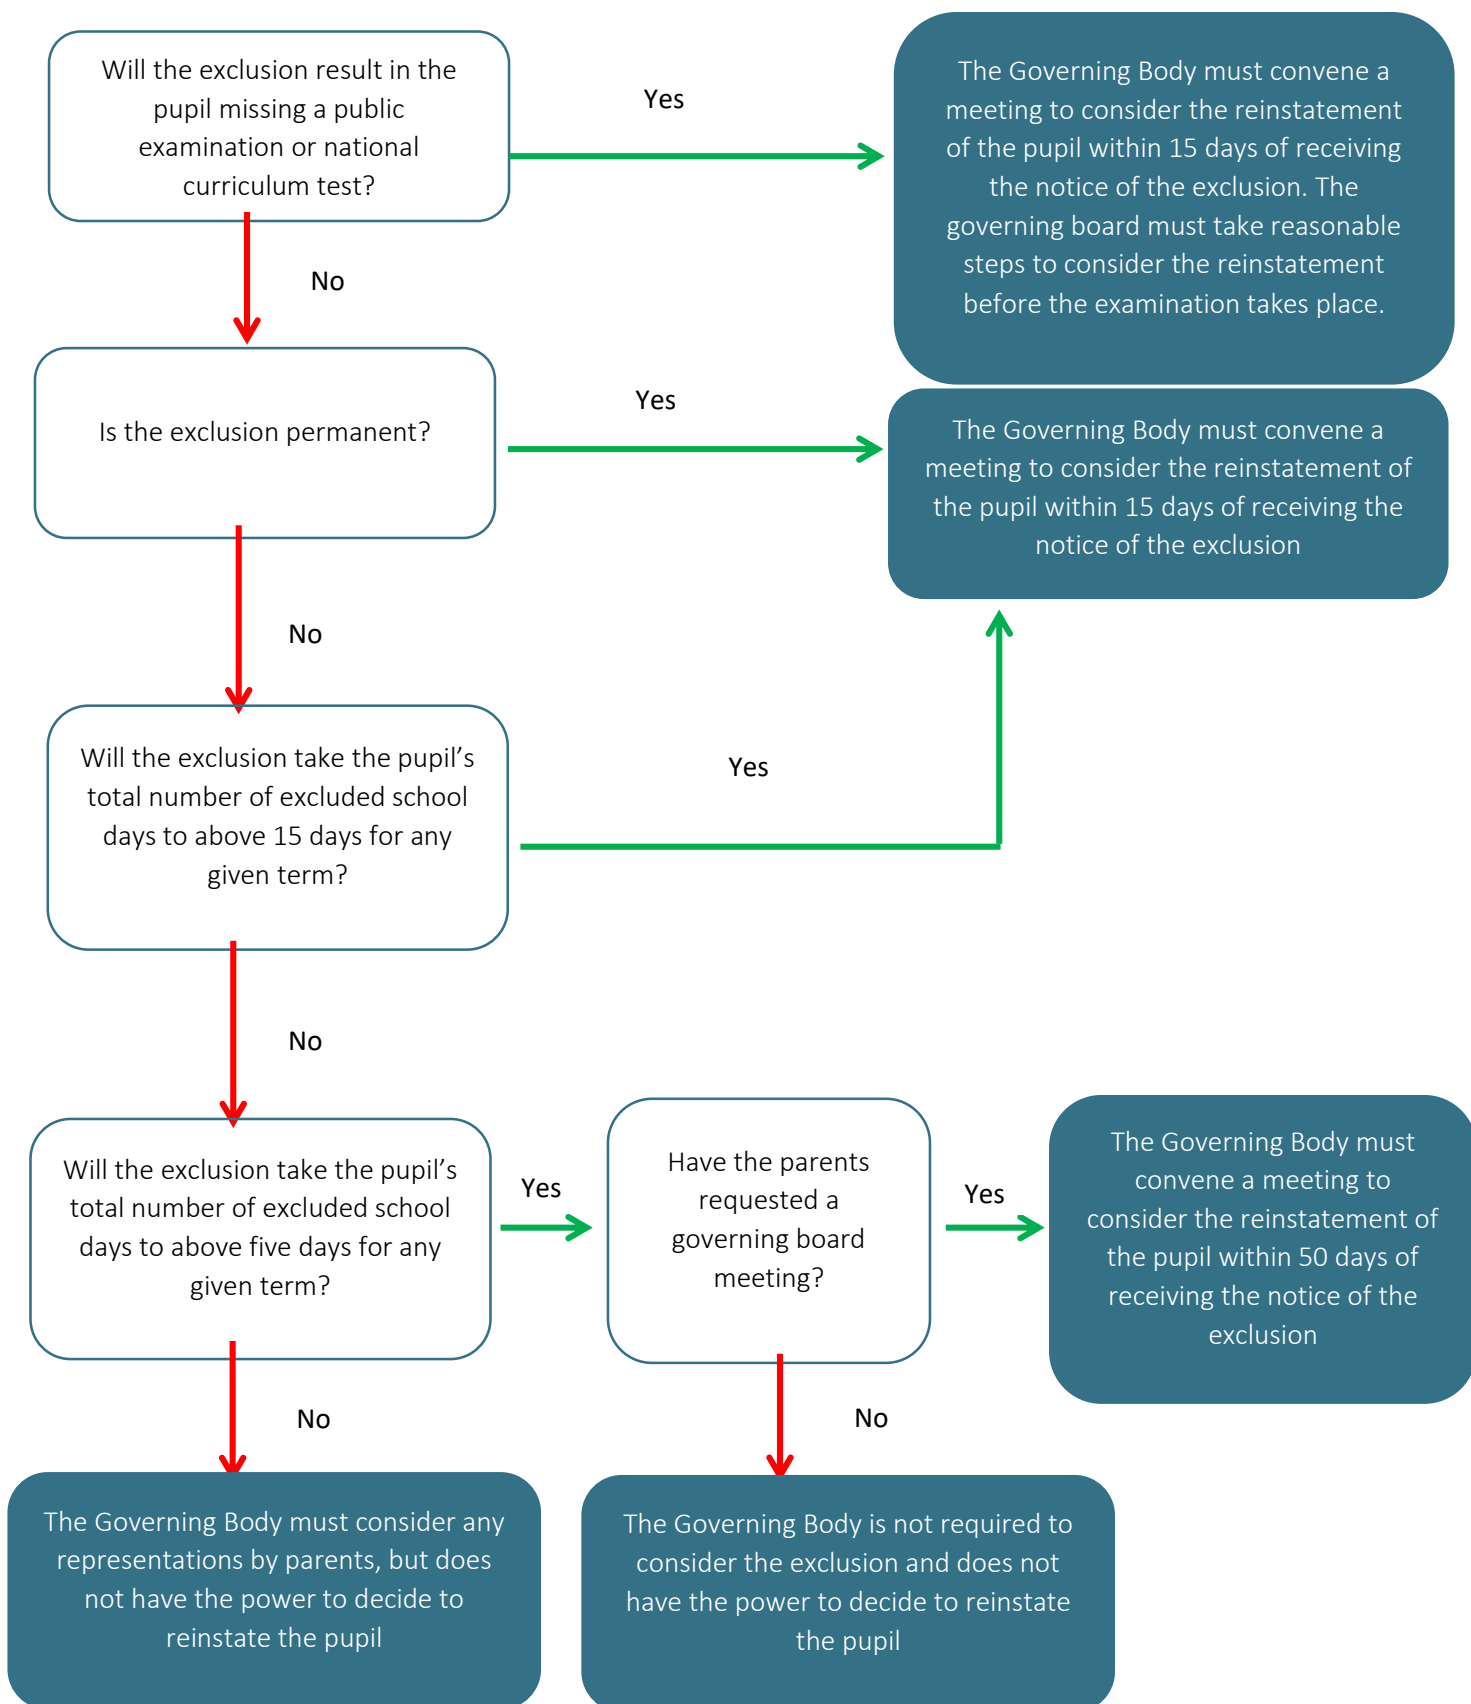 Will the exclusion result in the
pupil missing a public
examination or national
curriculum test?
Yes
The Governing Body must convene a
meeting to consider the reinstatement
of the pupil within 15 days of receiving
the notice of the exclusion. The
governing board must take reasonable
steps to consider the reinstatement
before the examination takes place.
No
Is the exclusion permanent?
Yes
The Governing Body must convene a
meeting to consider the reinstatement of
the pupil within 15 days of receiving the
notice of the exclusion
No
Will the exclusion take the pupil’s
total number of excluded school
days to above 15 days for any
given term?
Yes
No
Will the exclusion take the pupil’s
total number of excluded school
days to above five days for any
given term?
Yes
Have the parents
requested a
governing board
meeting?
Yes
The Governing Body must
convene a meeting to
consider the reinstatement of
the pupil within 50 days of
receiving the notice of the
exclusion
No
No
The Governing Body must consider any
representations by parents, but does
not have the power to decide to
reinstate the pupil
The Governing Body is not required to
consider the exclusion and does not
have the power to decide to reinstate
the pupil